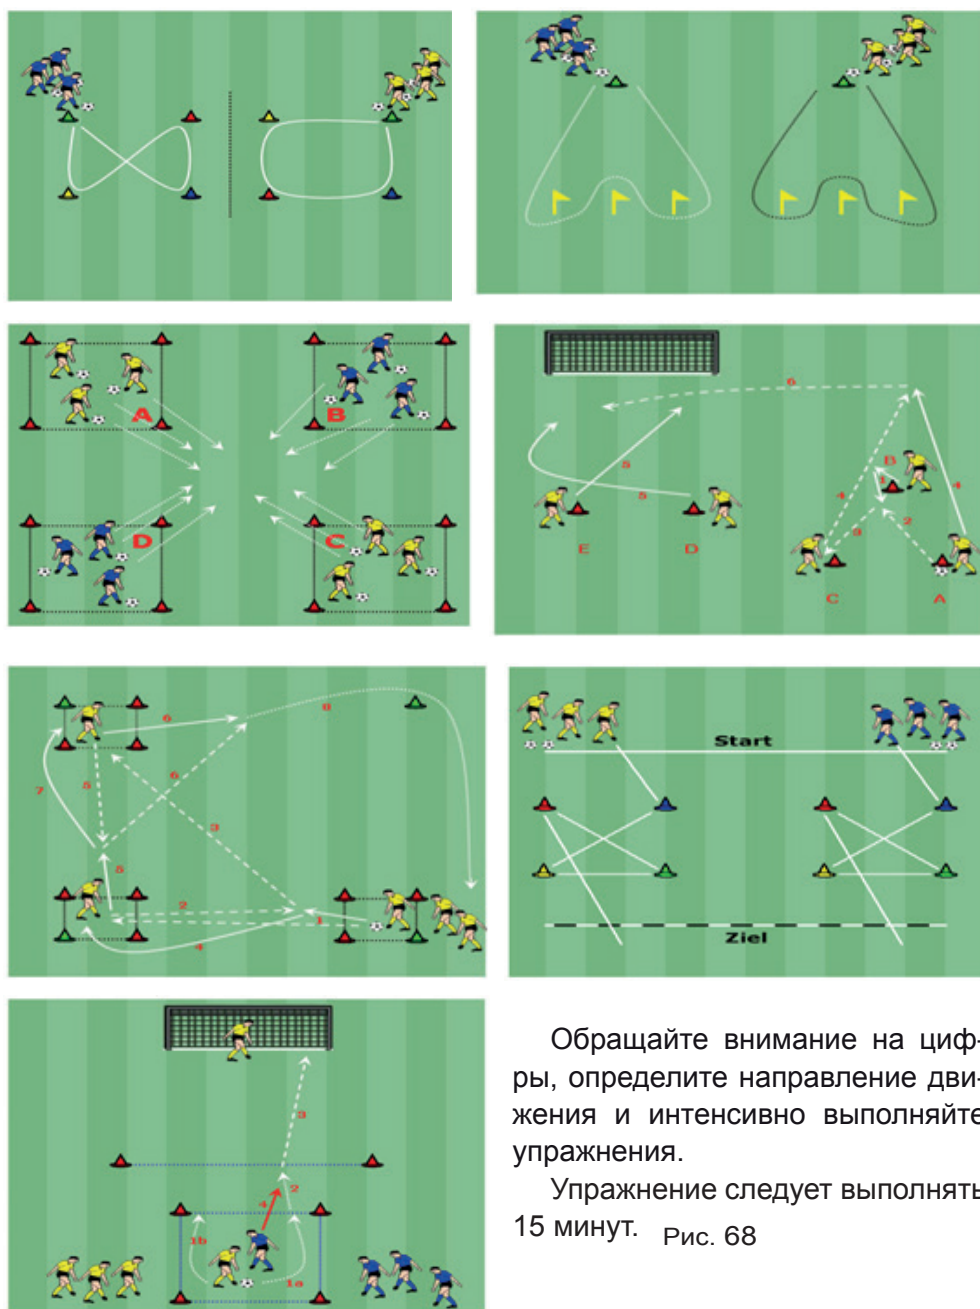 A
B
D
C
6
B
1
4
4
5
2
3
5
E
D
C
A
6
8
7
5
6
3
5
2
1
4
Start
Ziel
3
4
2
1b
1a
Обращайте внимание на циф-
ры, определите направление дви-
жения и интенсивно выполняйте
упражнения.
Упражнение следует выполнять
15 минут. Рис. 68